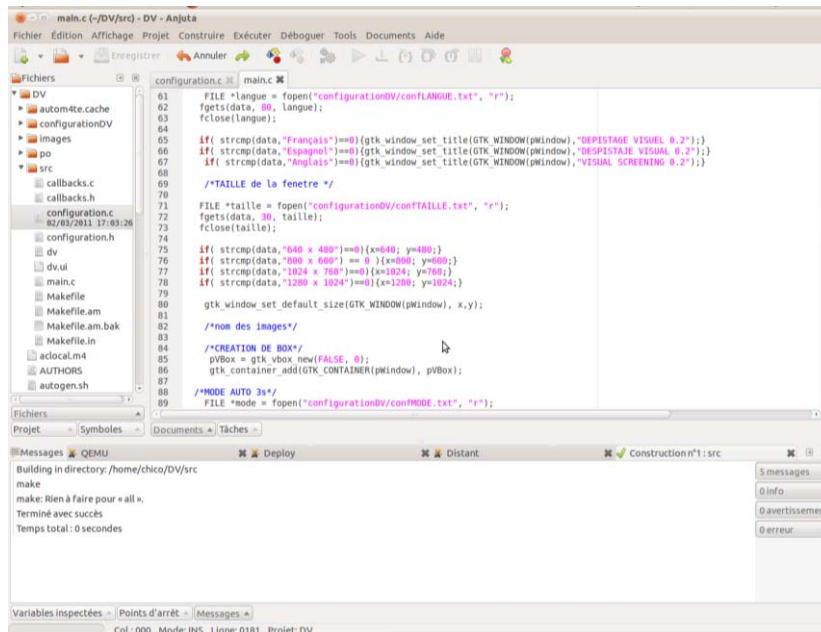 main.c (~/DV/src) - DV - Anjuta
Fichier Édition Affichage Projet Construire Exécuter Déboguer Tools Documents Aide
Enregistrer Annuler
Fichiers
DV
autom4te.cache
configurationDV
images
po
src
callbacks.c
callbacks.h
configuration.c
02/03/2011 17:03:26
configuration.h
dv
dv.ui
main.c
Makefile
Makefile.am
Makefile.am.bak
Makefile.in
aclocal.m4
AUTHORS
autogen.sh
Fichiers
Projet Symboles
configuration.c main.c
61 FILE *langue = fopen("configurationDV/confLANGUE.txt", "r");
62 fgets(data, 80, langue);
63 fclose(langue);
64
65 if( strcmp(data,"Français")==0){gtk_window_set_title(GTK_WINDOW(pWindow),"DEPISTAGE VISUEL 0.2");}
66 if( strcmp(data,"Espagnol")==0){gtk_window_set_title(GTK_WINDOW(pWindow),"DESPISTAJE VISUAL 0.2");}
67 if( strcmp(data,"Anglais")==0){gtk_window_set_title(GTK_WINDOW(pWindow),"VISUAL SCREENING 0.2");}
68
69 /*TAILLE de la fenetre */
70
71 FILE *taille = fopen("configurationDV/confTAILLE.txt", "r");
72 fgets(data, 30, taille);
73 fclose(taille);
74
75 if( strcmp(data,"640 x 480")==0){x=640; y=480;}
76 if( strcmp(data,"800 x 600") == 0 ){x=800; y=600;}
77 if( strcmp(data,"1024 x 768")==0){x=1024; y=768;}
78 if( strcmp(data,"1280 x 1024")==0){x=1280; y=1024;}
79
80 gtk_window_set_default_size(GTK_WINDOW(pWindow), x,y);
81
82 /*nom des images*/
83
84 /*CREATION DE BOX*/
85 pVBox = gtk_vbox_new(FALSE, 0);
86 gtk_container_add(GTK_CONTAINER(pWindow), pVBox);
87
88 /*MODE AUTO 3s*/
89 FILE *mode = fopen("configurationDV/confMODE.txt", "r");
Documents Tâches
Messages QEMU Deploy Distant Construction n°1 : src
Building in directory: /home/chico/DV/src
make
make: Rien à faire pour « all ».
Terminé avec succès
Temps total : 0 secondes
5 messages
0 info
0 avertisseme
0 erreur
Variables inspectées Points d'arrêt Messages
Col : 000 Mode: INS Ligne: 0181 Projet: DV